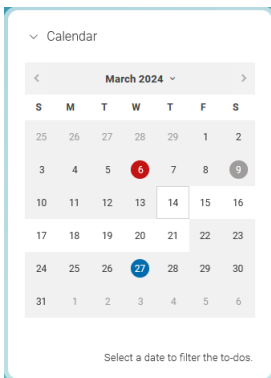 Calendar
March 2024
S M T W T F S
25 26 27 28 29 1 2
3 4 5 6 7 8 9
10 11 12 13 14 15 16
17 18 19 20 21 22 23
24 25 26 27 28 29 30
31 1 2 3 4 5 6
Select a date to filter the to-dos.